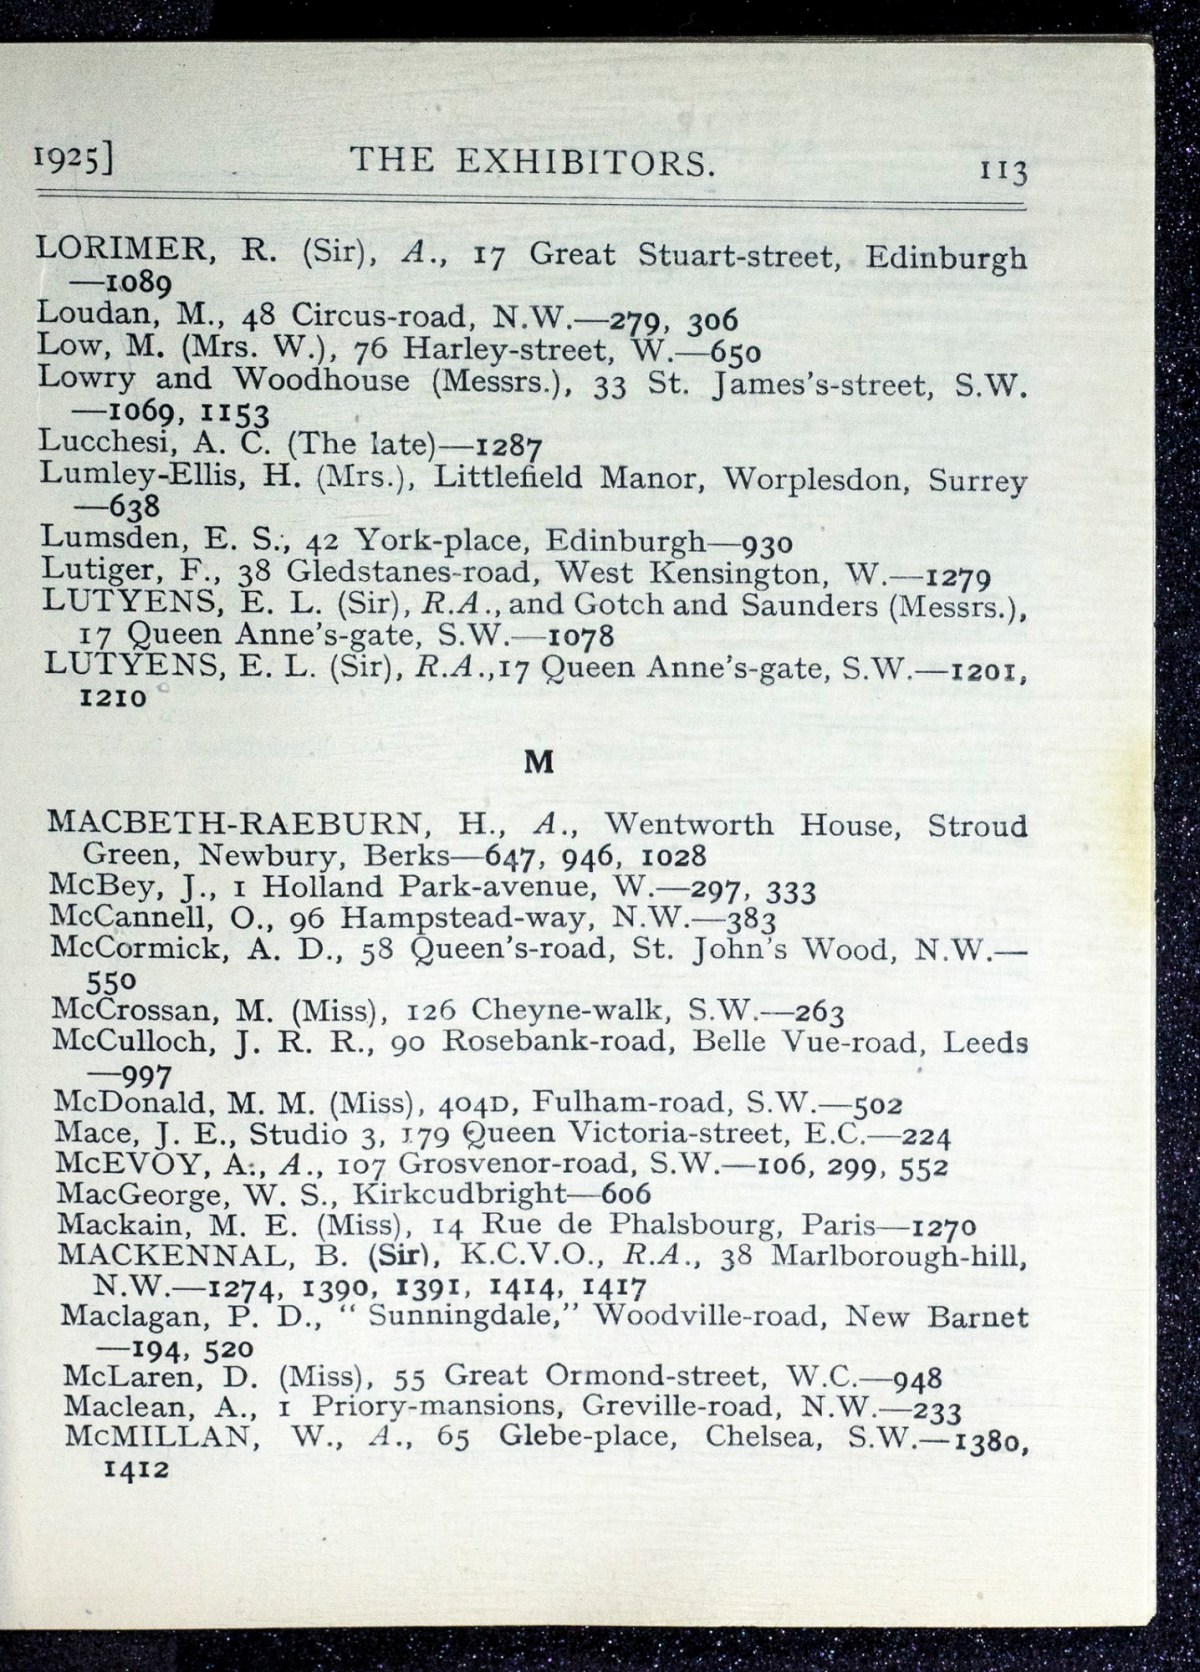 1925] THE EXHIBITORS. 113
LORIMER, R. (Sir), A., 17 Great Stuart-street, Edinburgh
—1089
Loudan, M., 48 Circus-road, N.W.—279, 306
Low, M. (Mrs. W.), 76 Harley-street, W.—650
Lowry and Woodhouse (Messrs.), 33 St. James's-street, S.W.
—1069, 1153
Lucchesi, A. C. (The late)—1287
Lumley-Ellis, H. (Mrs.), Littlefield Manor, Worplesdon, Surrey
—638
Lumsden, E. S., 42 York-place, Edinburgh—930
Lutiger, F., 38 Gledstanes-road, West Kensington, W.—1279
LUTYENS, E. L. (Sir), R.A., and Gotch and Saunders (Messrs.),
17 Queen Anne's-gate, S.W.—1078
LUTYENS, E. L. (Sir), R.A., 17 Queen Anne's-gate, S.W.—1201,
1210
M
MACBETH-RAEBURN, H., A., Wentworth House, Stroud
Green, Newbury, Berks—647, 946, 1028
McBey, J., 1 Holland Park-avenue, W.—297, 333
McCannell, O., 96 Hampstead-way, N.W.—383
McCormick, A. D., 58 Queen's-road, St. John's Wood, N.W.—
550
McCrossan, M. (Miss), 126 Cheyne-walk, S.W.—263
McCulloch, J. R. R., 90 Rosebank-road, Belle Vue-road, Leeds
—997
McDonald, M. M. (Miss), 404D, Fulham-road, S.W.—502
Mace, J. E., Studio 3, 179 Queen Victoria-street, E.C.—224
McEVOY, A., A., 107 Grosvenor-road, S.W.—106, 299, 552
MacGeorge, W. S., Kirkcudbright—606
Mackain, M. E. (Miss), 14 Rue de Phalsbourg, Paris—1270
MACKENNAL, B. (Sir), K.C.V.O., R.A., 38 Marlborough-hill,
N.W.—1274, 1390, 1391, 1414, 1417
Maclagan, P. D., "Sunningdale," Woodville-road, New Barnet
—194, 520
McLaren, D. (Miss), 55 Great Ormond-street, W.C.—948
Maclean, A., 1 Priory-mansions, Greville-road, N.W.—233
McMILLAN, W., A., 65 Glebe-place, Chelsea, S.W.—1380,
1412